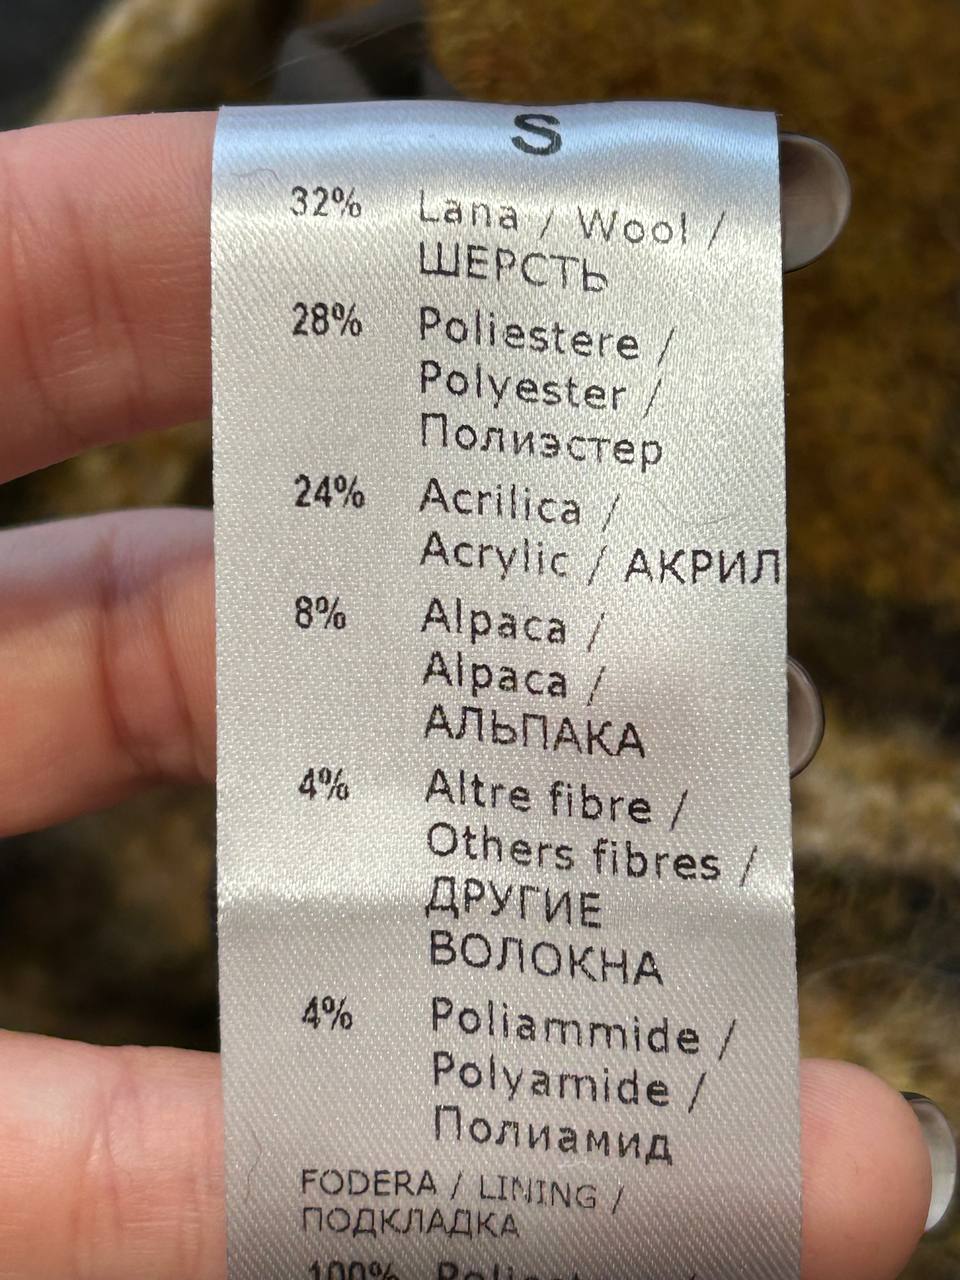 S
32% Lana / Wool /
ШЕРСТЬ
28% Poliestere /
Polyester /
Полиэстер
24% Acrilica /
Acrylic / АКРИЛ
8% Alpaca /
Alpaca /
АЛЬПАКА
4% Altre fibre /
Others fibres /
ДРУГИЕ
ВОЛОКНА
4% Poliammide /
Polyamide /
Полиамид
FODERA / LINING /
ПОДКЛАДКА
100%